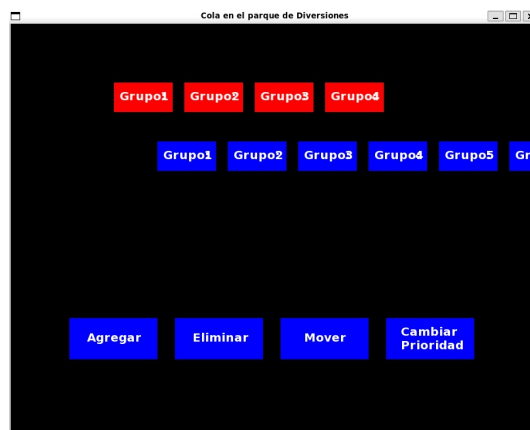 Cola en el parque de Diversiones
Grupo1 Grupo2 Grupo3 Grupo4
Grupo1 Grupo2 Grupo3 Grupo4 Grupo5 Gr
Agregar Eliminar Mover Cambiar
Prioridad